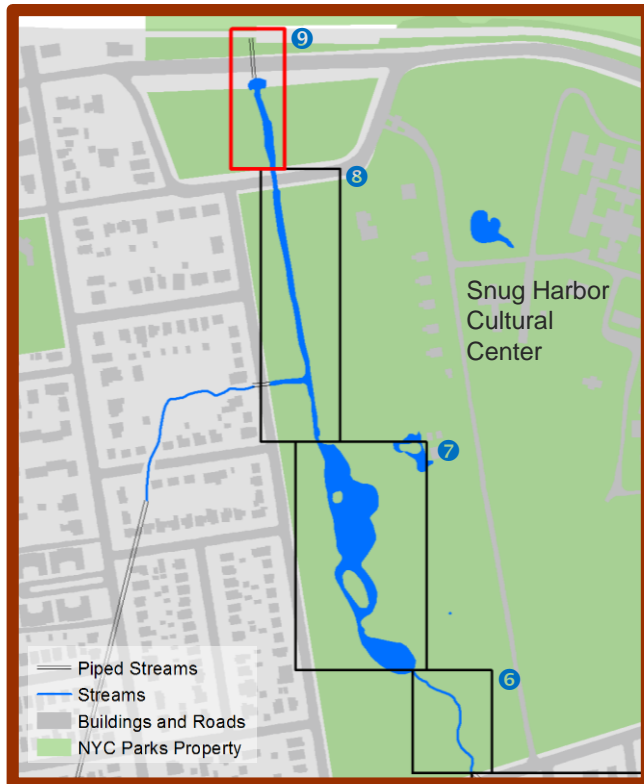 9
8
Snug Harbor
Cultural
Center
7
6
Piped Streams
Streams
Buildings and Roads
NYC Parks Property